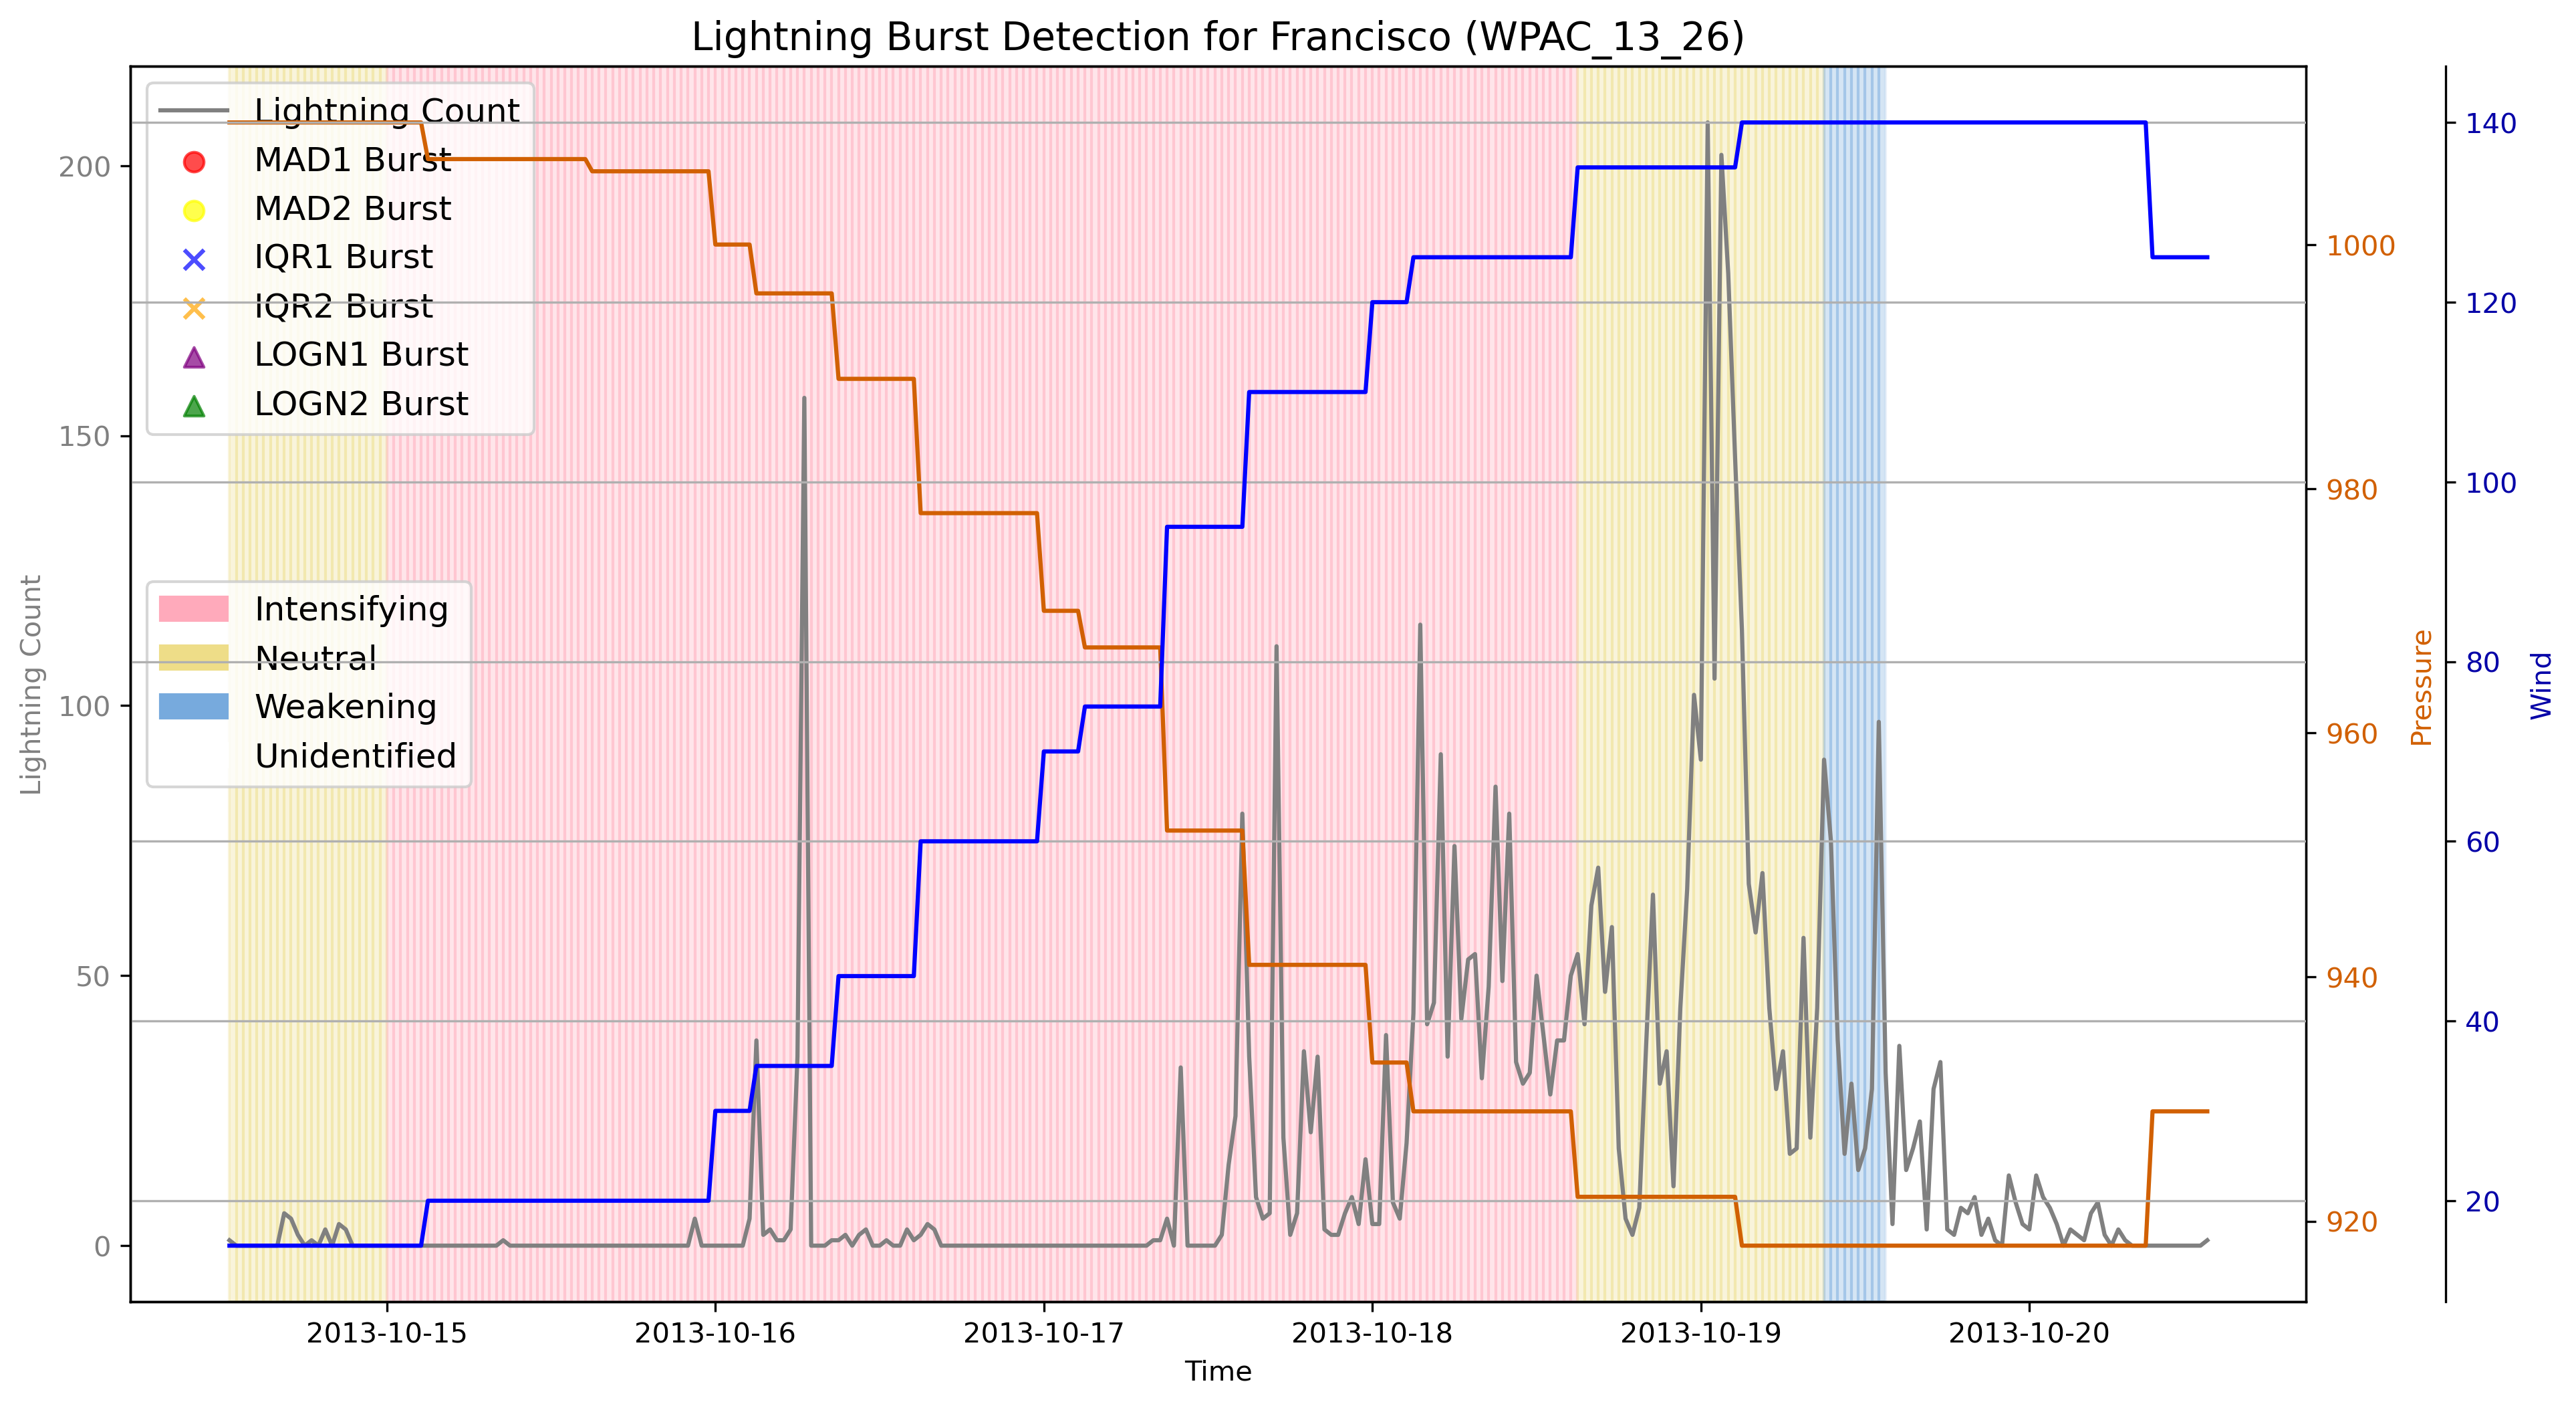 Lightning Burst Detection for Francisco (WPAC_13_26)
Lightning Count
MAD1 Burst
MAD2 Burst
IQR1 Burst
IQR2 Burst
LOGN1 Burst
LOGN2 Burst
Intensifying
Neutral
Weakening
Unidentified
Lightning Count
200
150
100
50
0
1000
980
960
940
920
Pressure
140
120
100
80
60
40
20
Wind
2013-10-15 2013-10-16 2013-10-17 2013-10-18 2013-10-19 2013-10-20
Time